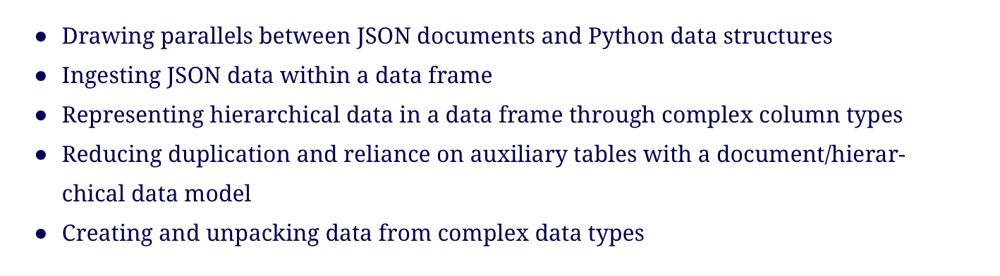 ● Drawing parallels between JSON documents and Python data structures
● Ingesting JSON data within a data frame
● Representing hierarchical data in a data frame through complex column types
● Reducing duplication and reliance on auxiliary tables with a document/hierar-
chical data model
● Creating and unpacking data from complex data types